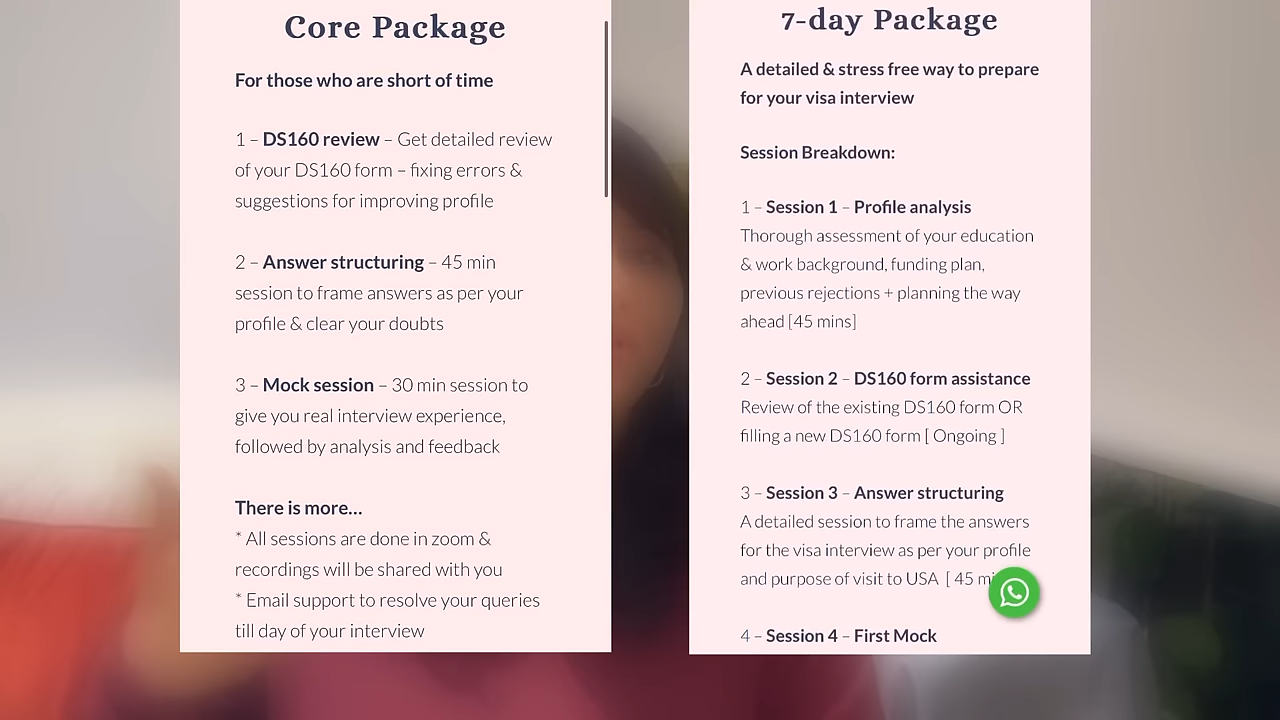 Core Package
For those who are short of time
1 – DS160 review – Get detailed review
of your DS160 form – fixing errors &
suggestions for improving profile
2 – Answer structuring – 45 min
session to frame answers as per your
profile & clear your doubts
3 – Mock session – 30 min session to
give you real interview experience,
followed by analysis and feedback
There is more...
* All sessions are done in zoom &
recordings will be shared with you
* Email support to resolve your queries
till day of your interview
7-day Package
A detailed & stress free way to prepare
for your visa interview
Session Breakdown:
1 – Session 1 – Profile analysis
Thorough assessment of your education
& work background, funding plan,
previous rejections + planning the way
ahead [45 mins]
2 – Session 2 – DS160 form assistance
Review of the existing DS160 form OR
filling a new DS160 form [ Ongoing ]
3 – Session 3 – Answer structuring
A detailed session to frame the answers
for the visa interview as per your profile
and purpose of visit to USA [ 45
4 – Session 4 – First Mock